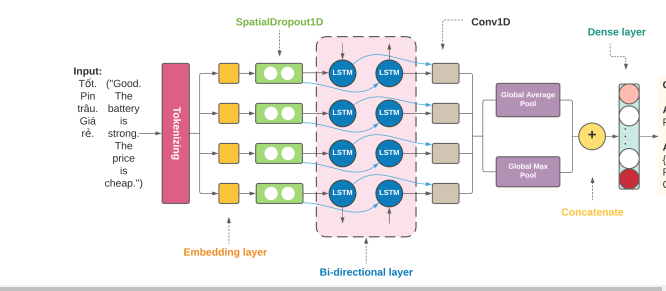 SpatialDropout1D
Conv1D
Dense layer
Input:
Tốt. ("Good.
Pin The
trâu. battery
Giá is
rẻ. strong.
The
price
is
cheap.")
Tokenizing
LSTM LSTM
LSTM LSTM
LSTM LSTM
LSTM LSTM
Global Average
Pool
Global Max
Pool
+
Concatenate
Embedding layer
Bi-directional layer